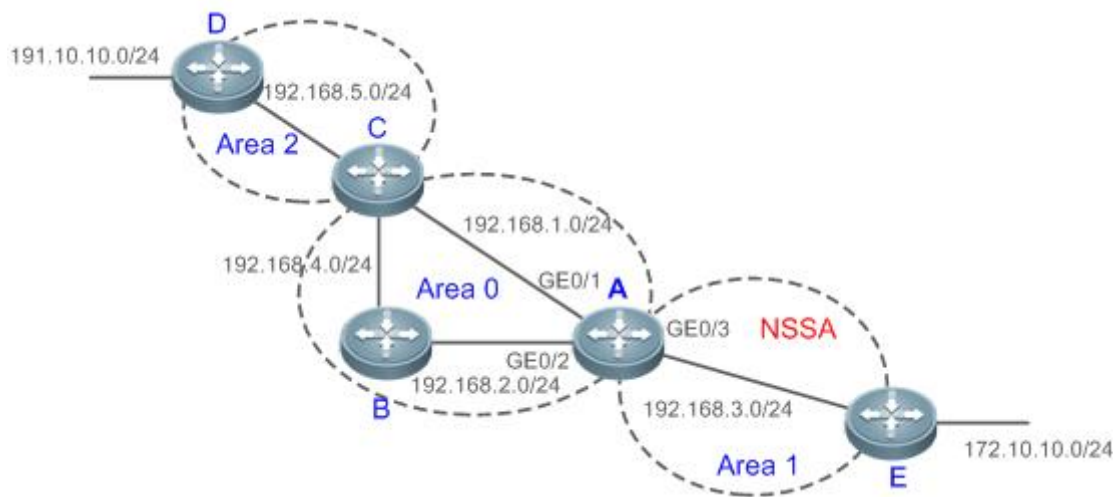 D
191.10.10.0/24
192.168.5.0/24
C
Area 2
192.168.1.0/24
192.168.4.0/24
GE0/1
Area 0
A
GE0/3
NSSA
GE0/2
192.168.2.0/24
B
192.168.3.0/24
172.10.10.0/24
Area 1
E